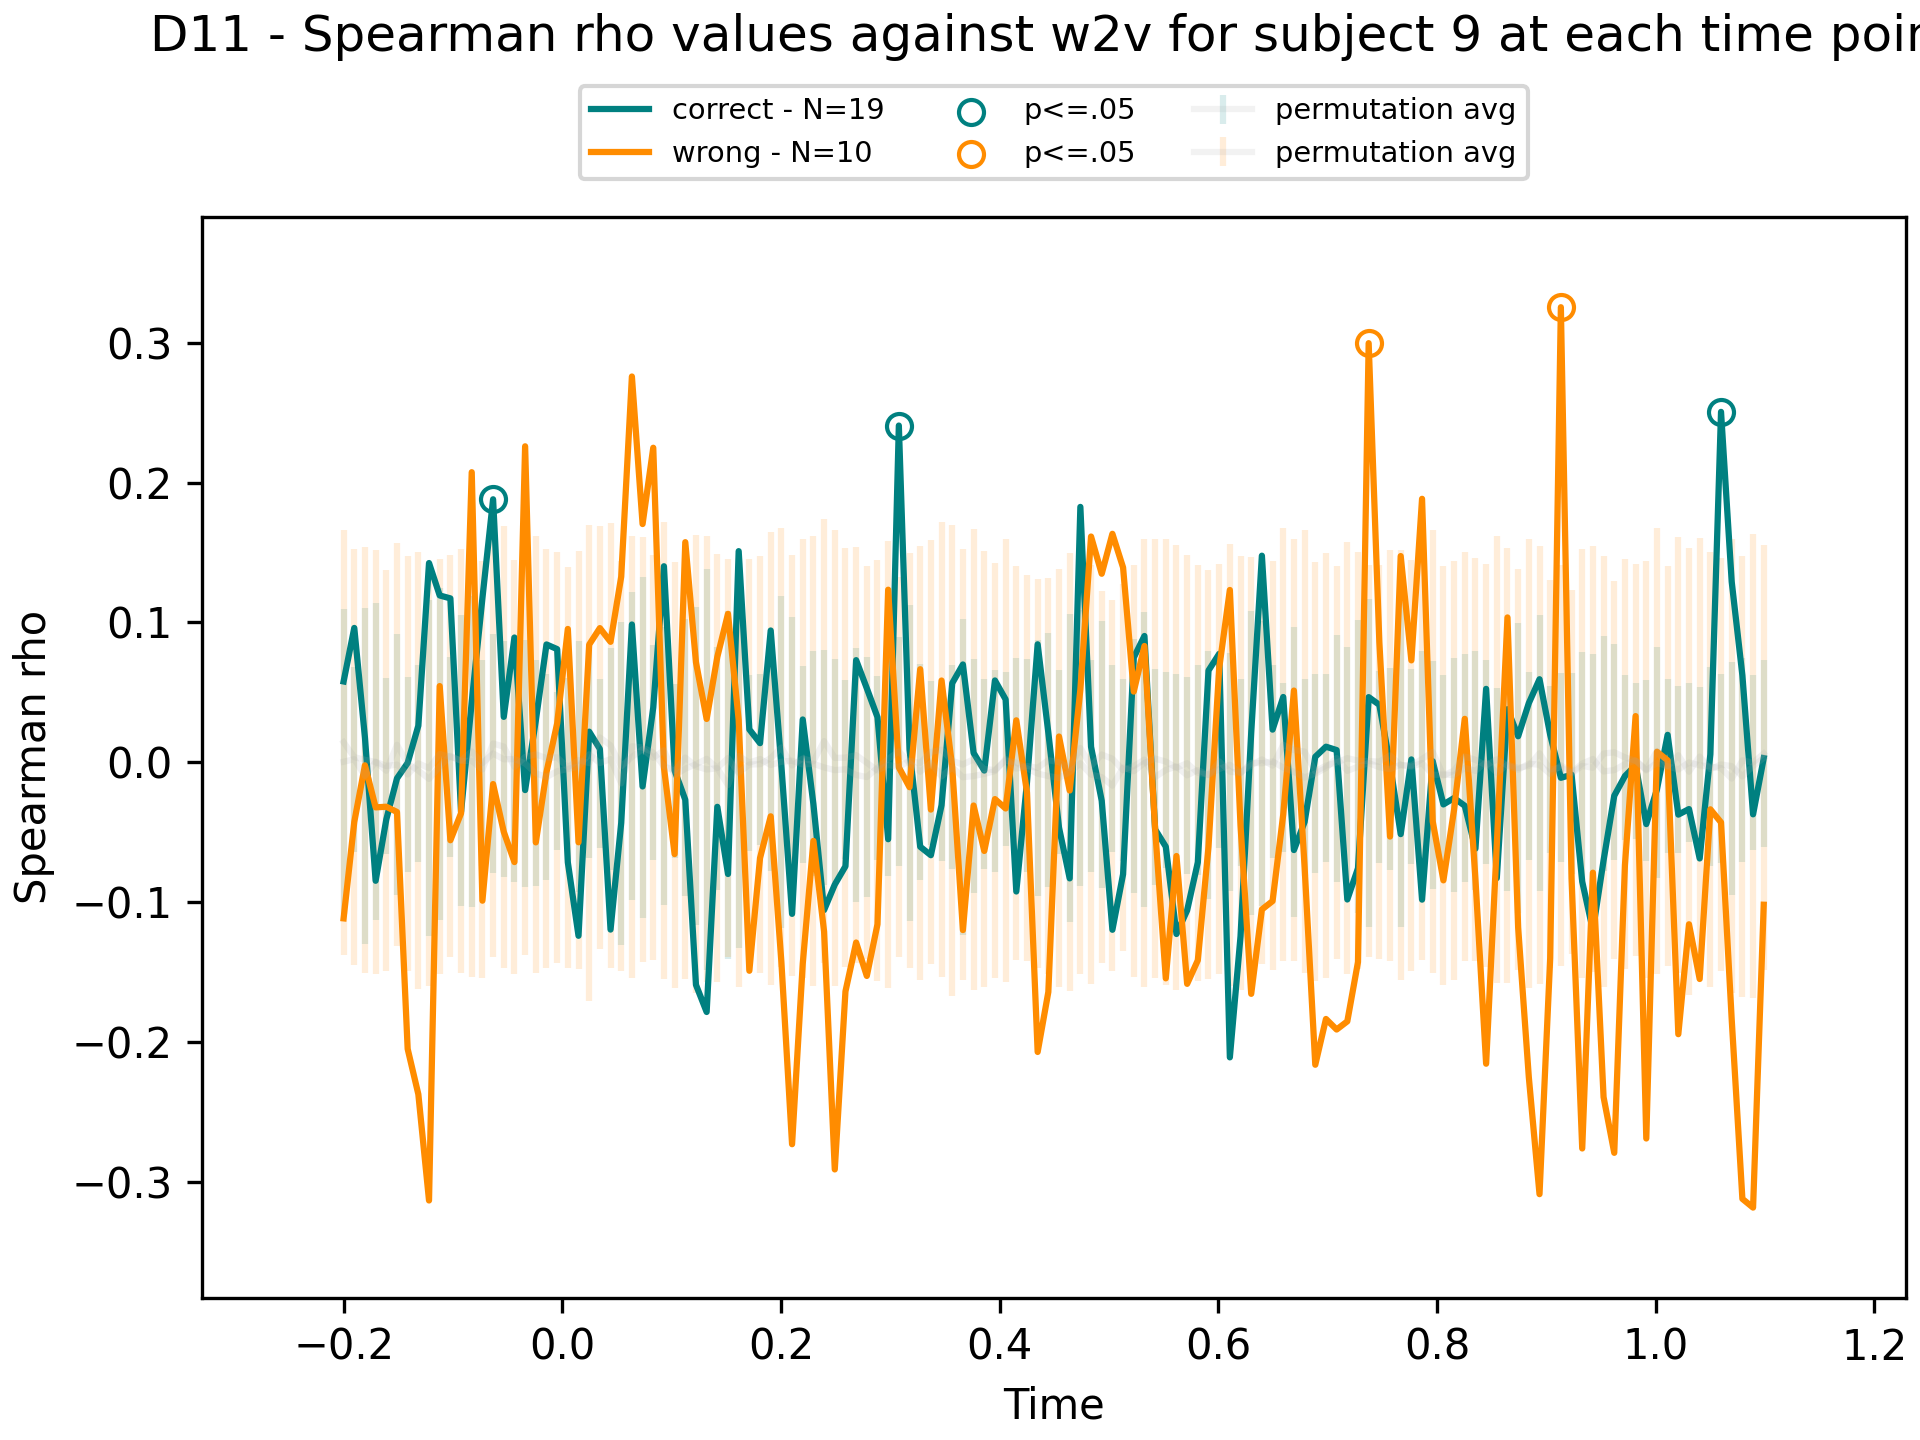 D11 - Spearman rho values against w2v for subject 9 at each time
correct - N=19 p<=.05 permutation avg
wrong - N=10 p<=.05 permutation avg
Spearman rho
0.3
0.2
0.1
0.0
−0.1
−0.2
−0.3
−0.2 0.0 0.2 0.4 0.6 0.8 1.0 1.2
Time